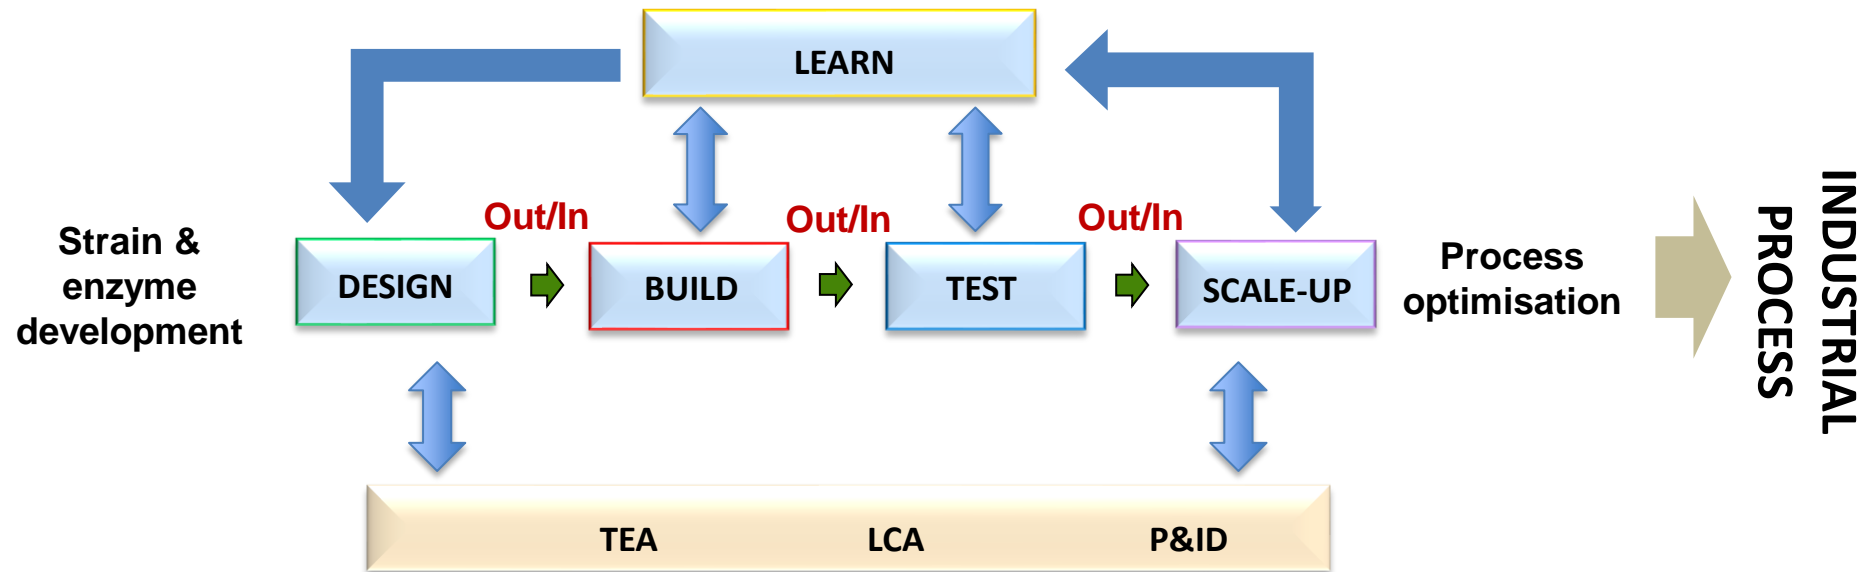 LEARN
Strain &
enzyme
development
DESIGN
Out/In
BUILD
Out/In
TEST
Out/In
SCALE-UP
Process
optimisation
INDUSTRIAL
PROCESS
TEA
LCA
P&ID